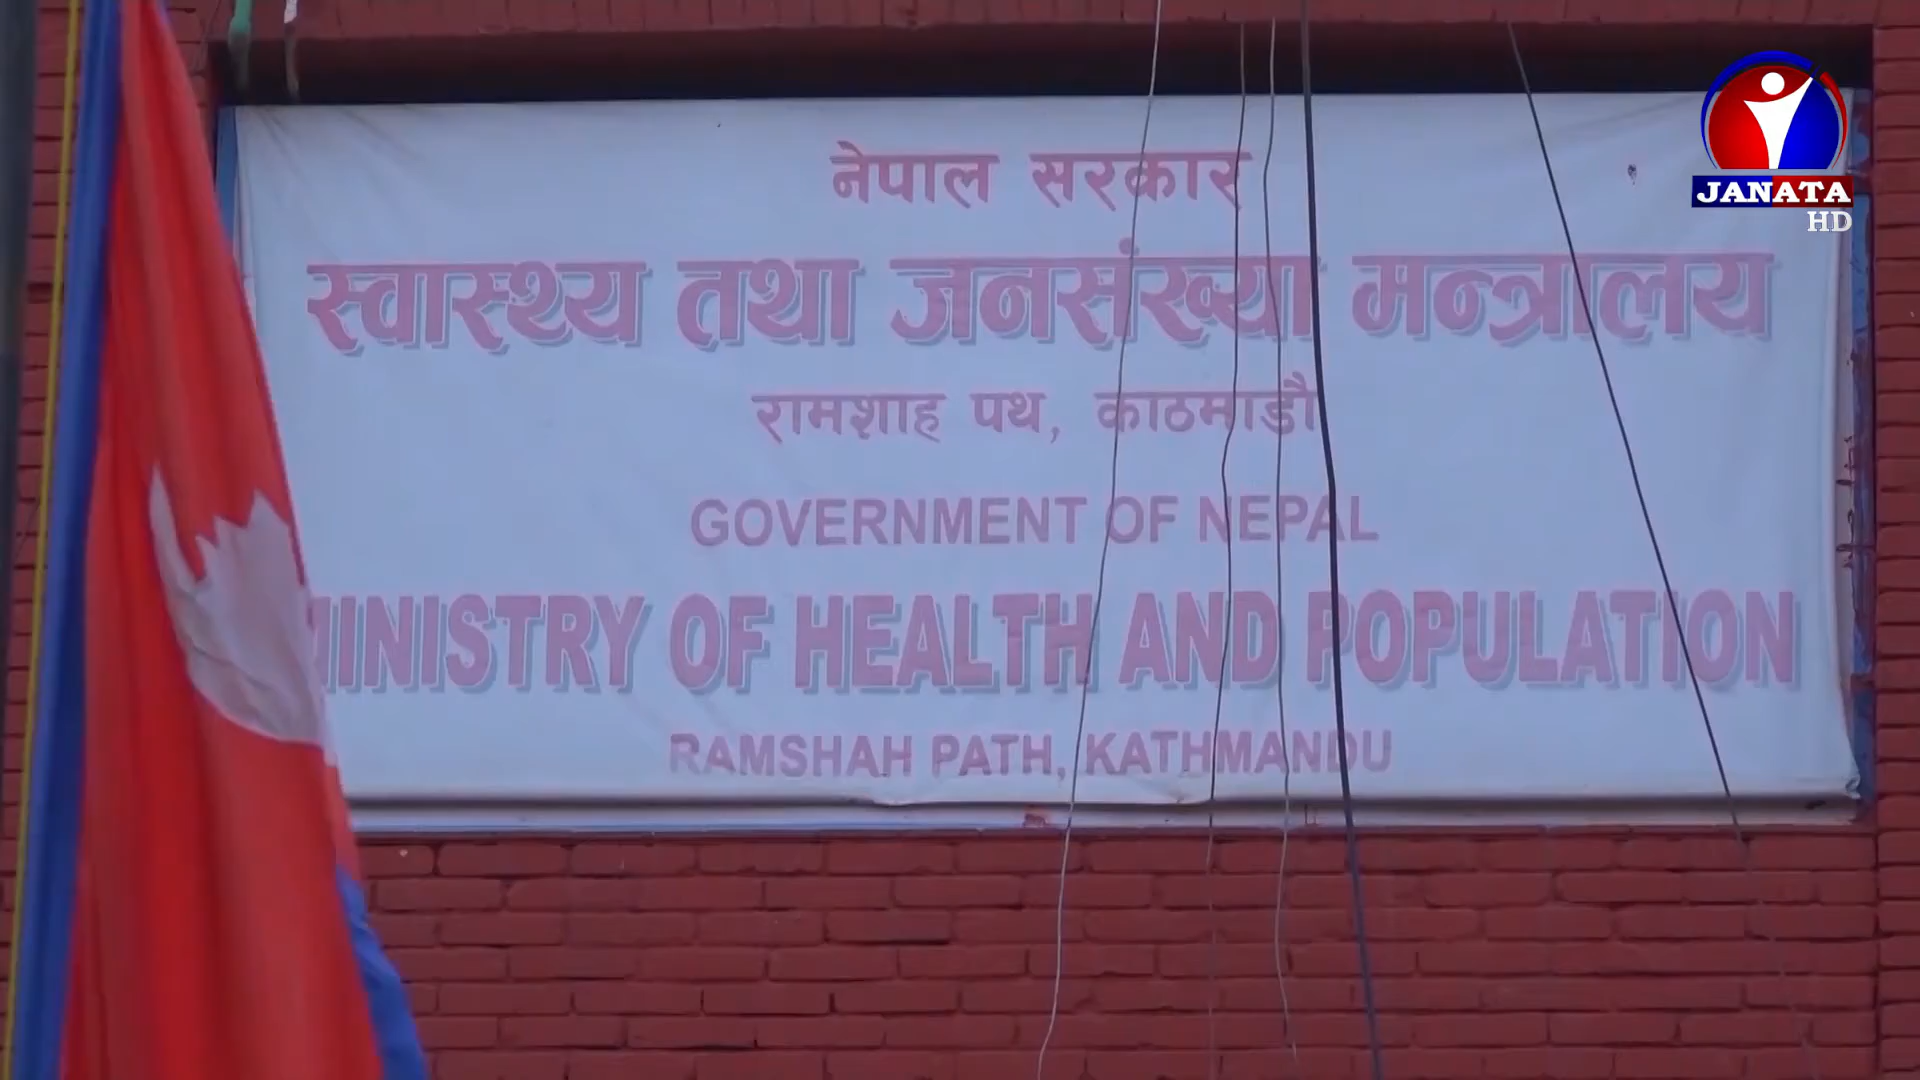 नेपाल सरकार
स्वास्थ्य तथा जनसंख्या मन्त्रालय
रामशाह पथ, काठमाडौं
GOVERNMENT OF NEPAL
MINISTRY OF HEALTH AND POPULATION
RAMSHAH PATH, KATHMANDU
JANATA
HD